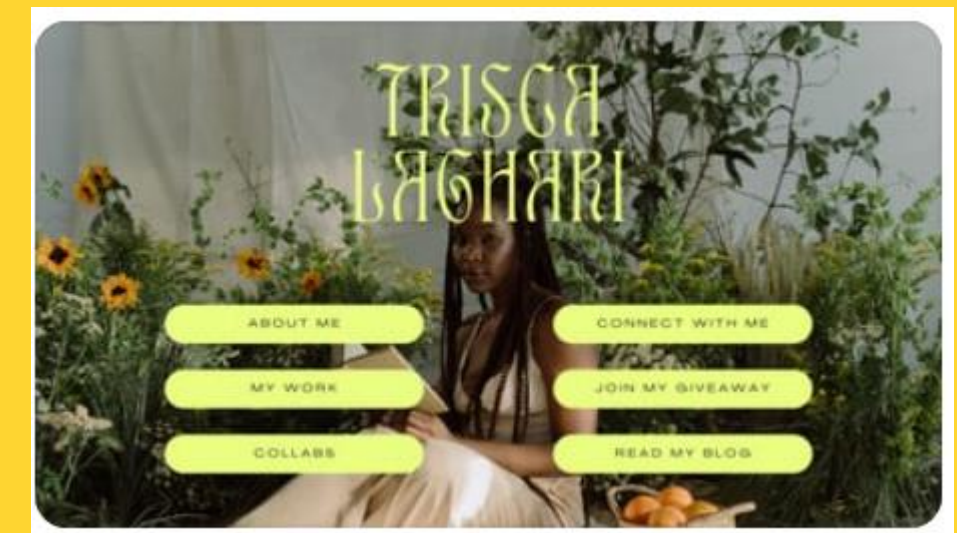 TRISCA
LAGHARI
ABOUT ME
CONNECT WITH ME
MY WORK
JOIN MY GIVEAWAY
COLLABS
READ MY BLOG